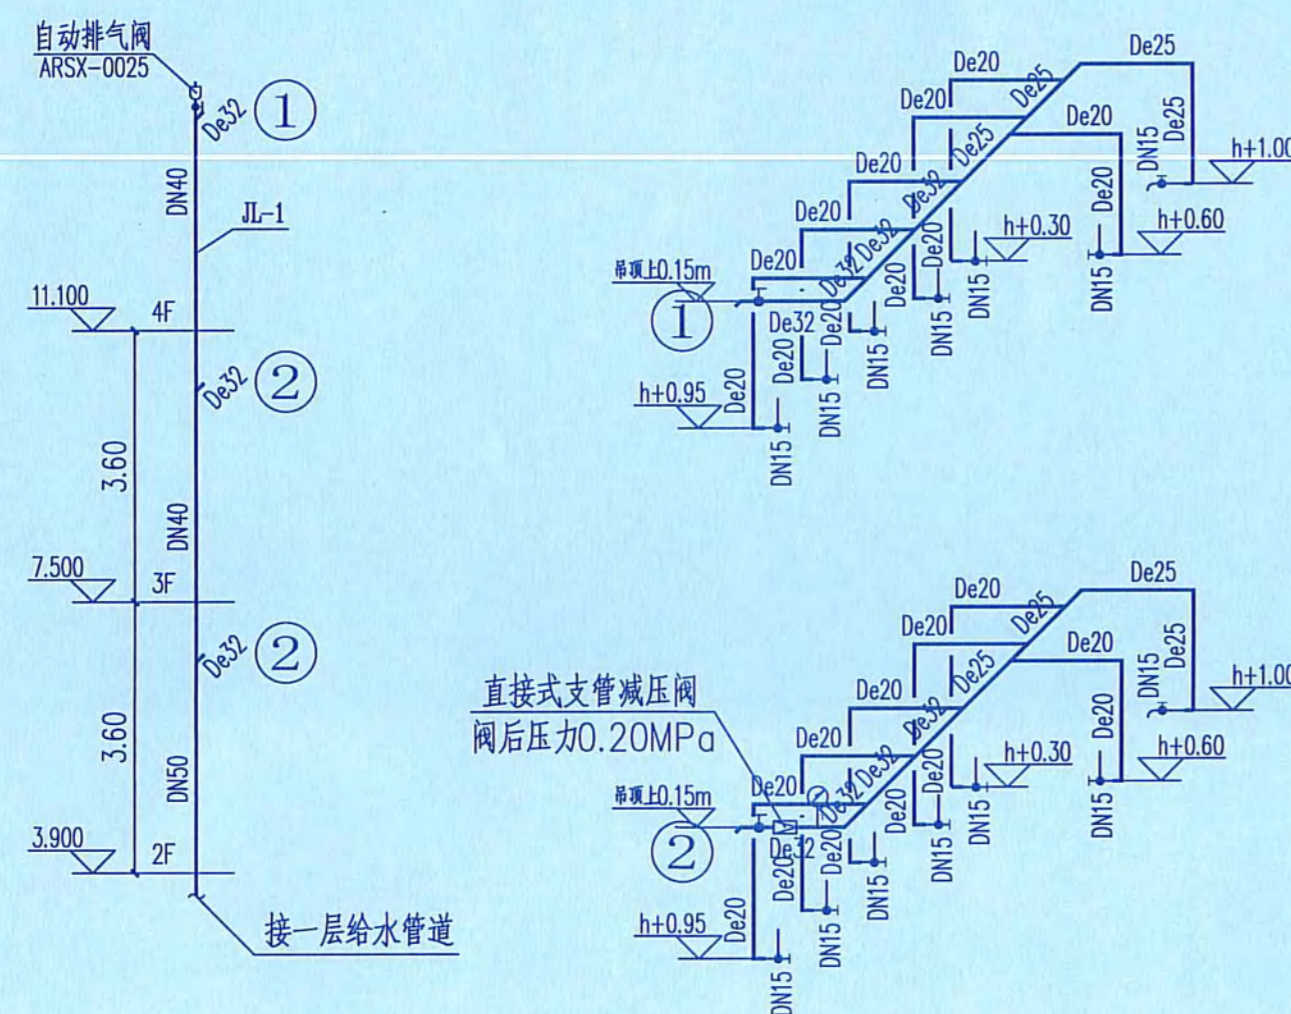 自动排气阀
ARSX-0025
De32
①
DN40
JL-1
11.100
4F
De32
②
3.60
DN40
7.500
3F
De32
②
3.60
DN50
3.900
2F
接一层给水管道
De25
De20
De25
De20
De25
De20
DN15
De25
h+1.00
De20
De32
De20
De20
De32
De20
h+0.30
h+0.60
吊顶上0.15m
De20
De32
De20
①
De32
De20
DN15
DN15
DN15
De20
DN15
h+0.95
De20
DN15
DN15
De20
De25
De20
De25
De20
De25
De20
DN15
De25
h+1.00
直接式支管减压阀
阀后压力0.20MPa
De20
De32
De20
De20
De32
De20
h+0.30
h+0.60
吊顶上0.15m
De20
De32
De20
②
De32
De20
DN15
DN15
DN15
De20
DN15
h+0.95
De20
DN15
DN15